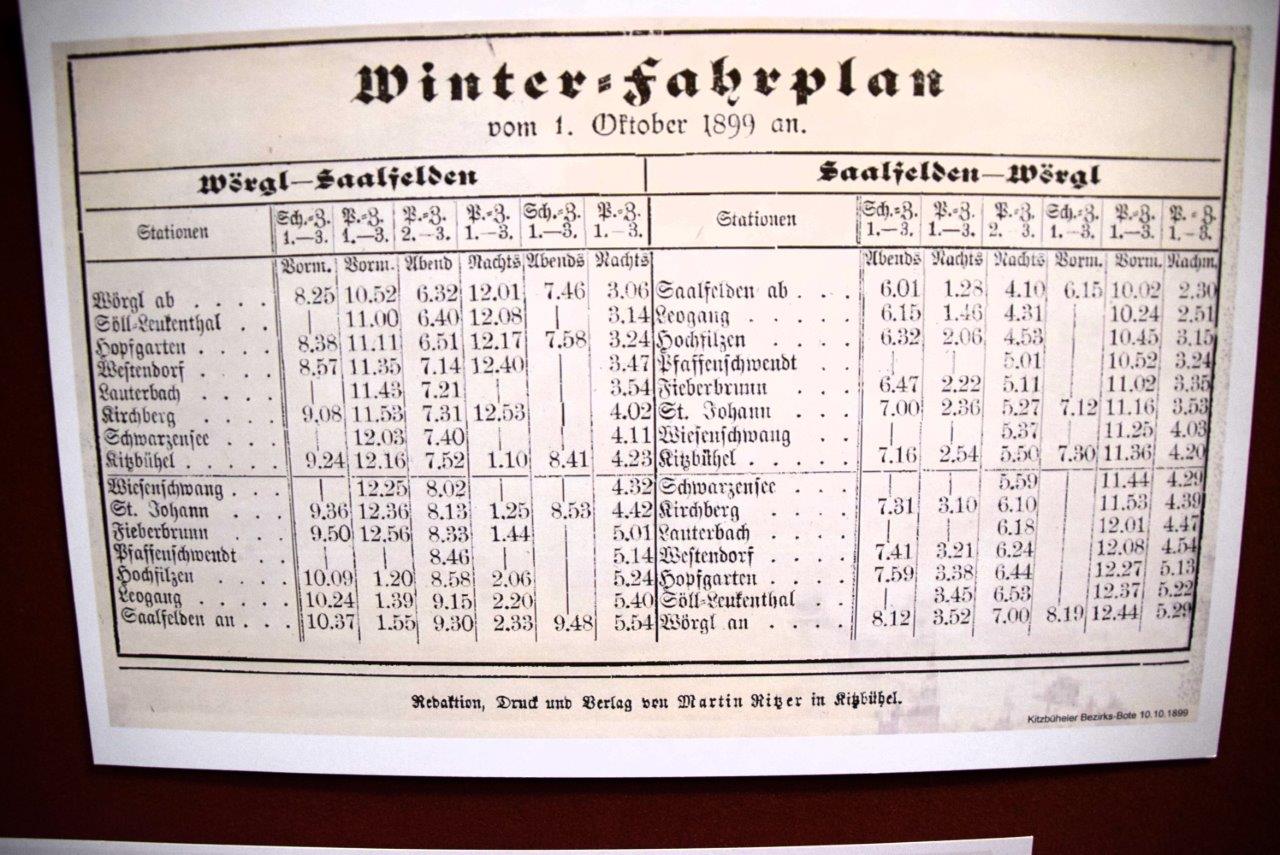 Winter-Fahrplan
vom 1. Oktober 1899 an.
Wörgl—Saalfelden Saalfelden—Wörgl
Stationen Sch.-Z. 1.—3. P.-Z. 1.—3. P.-Z. 2.—3. P.-Z. 1.—3. Sch.-Z. 1.—3. P.-Z. 1.—3. Stationen Sch.-Z. 1.—3. P.-Z. 1.—3. P.-Z. 2. 3. Sch.-Z. 1.—3. P.-Z. 1.—3. P.-Z. 1.-3.
Vorm. Vorm. Abend Nachts Abends Nachts Abends Nachts Nachts Vorm. Vorm. Nachm.
Wörgl ab . . . . 8.25 10.52 6.32 12.01 7.46 3.06 Saalfelden ab . . . 6.01 1.28 4.10 6.15 10.02 2.30
Söll-Leukenthal . . | 11.00 6.40 12.08 | 3.14 Leogang . . . . . 6.15 1.46 4.31 | 10.24 2.51
Hopfgarten . . . . 8.38 11.11 6.51 12.17 7.58 3.24 Hochfilzen . . . . 6.32 2.06 4.53 | 10.45 3.15
Westendorf . . . . 8.57 11.35 7.14 12.40 | 3.47 Pfaffenschwendt . . | | 5.01 | 10.52 3.24
Lauterbach . . . . | 11.43 7.21 | | 3.54 Fieberbrunn . . . 6.47 2.22 5.11 | 11.02 3.35
Kirchberg . . . . 9.08 11.53 7.31 12.53 | 4.02 St. Johann . . . 7.00 2.36 5.27 7.12 11.16 3.53
Schwarzensee . . . | 12.03 7.40 | | 4.11 Wiesenschwang . . | | 5.37 | 11.25 4.03
Kitzbühel . . . . . 9.24 12.16 7.52 1.10 8.41 4.23 Kitzbühel . . . . . 7.16 2.54 5.50 7.30 11.36 4.20
Wiesenschwang . . . | 12.25 8.02 | | 4.32 Schwarzensee . . . | | 5.59 | 11.44 4.29
St. Johann . . . 9.36 12.36 8.13 1.25 8.53 4.42 Kirchberg . . . . 7.31 3.10 6.10 | 11.53 4.39
Fieberbrunn . . . 9.50 12.56 8.33 1.44 | 5.01 Lauterbach . . . . | | 6.18 | 12.01 4.47
Pfaffenschwendt . . | | 8.46 | | 5.14 Westendorf . . . . 7.41 3.21 6.24 | 12.08 4.54
Hochfilzen . . . . 10.09 1.20 8.58 2.06 | 5.24 Hopfgarten . . . . 7.59 3.38 6.44 | 12.27 5.13
Leogang . . . . . 10.24 1.39 9.15 2.20 | 5.40 Söll-Leukenthal . . | 3.45 6.53 | 12.37 5.22
Saalfelden an . . . 10.37 1.55 9.30 2.33 9.48 5.54 Wörgl an . . . . 8.12 3.52 7.00 8.19 12.44 5.29
Redaktion, Druck und Verlag von Martin Ritzer in Kitzbühel.
Kitzbüheler Bezirks-Bote 10.10.1899